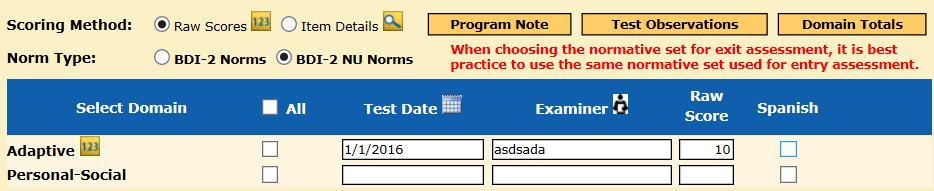 Scoring Method: Raw Scores 123 Item Details Program Note Test Observations Domain Totals
Norm Type: BDI-2 Norms BDI-2 NU Norms
When choosing the normative set for exit assessment, it is best
practice to use the same normative set used for entry assessment.
Select Domain All Test Date Examiner Raw Score Spanish
Adaptive 123 1/1/2016 asdsada 10
Personal-Social